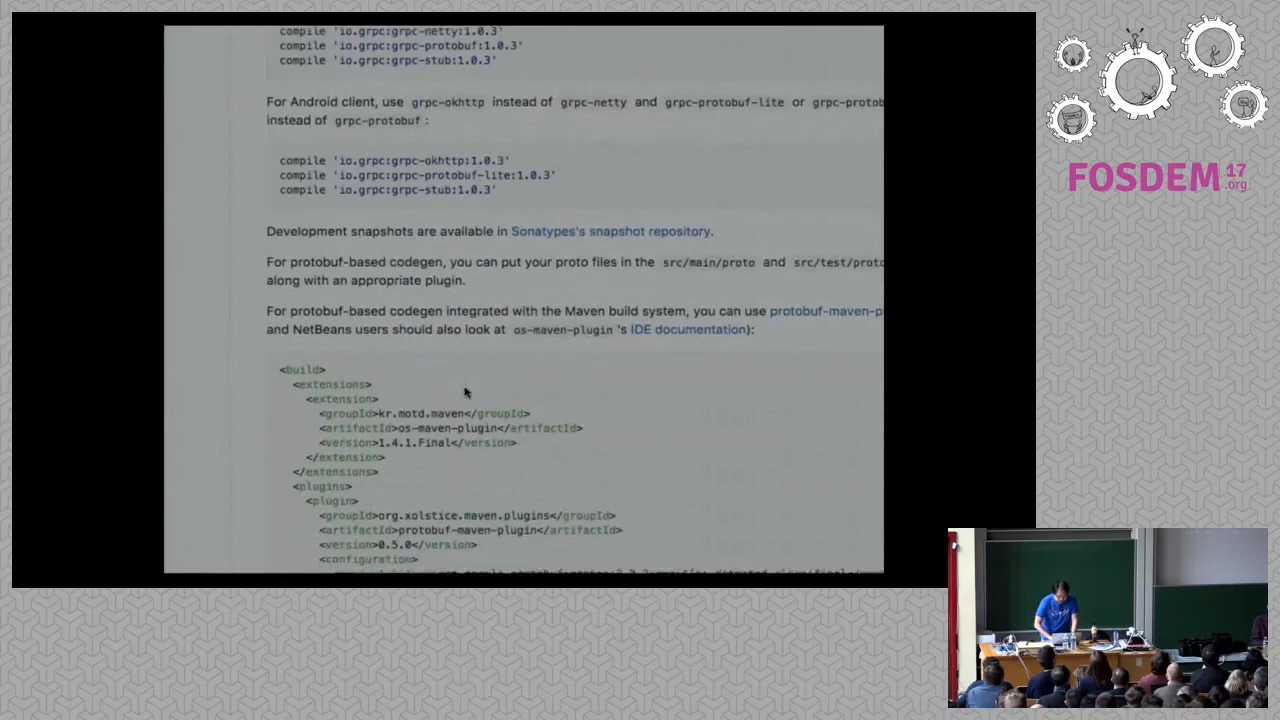 compile 'io.grpc:grpc-netty:1.0.3'
compile 'io.grpc:grpc-protobuf:1.0.3'
compile 'io.grpc:grpc-stub:1.0.3'
For Android client, use grpc-okhttp instead of grpc-netty and grpc-protobuf-lite or grpc-protob
instead of grpc-protobuf :
compile 'io.grpc:grpc-okhttp:1.0.3'
compile 'io.grpc:grpc-protobuf-lite:1.0.3'
compile 'io.grpc:grpc-stub:1.0.3'
Development snapshots are available in Sonatypes's snapshot repository.
For protobuf-based codegen, you can put your proto files in the src/main/proto and src/test/proto
along with an appropriate plugin.
For protobuf-based codegen integrated with the Maven build system, you can use protobuf-maven-p
and NetBeans users should also look at os-maven-plugin 's IDE documentation):
<build>
<extensions>
<extension>
<groupId>kr.motd.maven</groupId>
<artifactId>os-maven-plugin</artifactId>
<version>1.4.1.Final</version>
</extension>
</extensions>
<plugins>
<plugin>
<groupId>org.xolstice.maven.plugins</groupId>
<artifactId>protobuf-maven-plugin</artifactId>
<version>0.5.0</version>
<configuration>
FOSDEM 17
.org